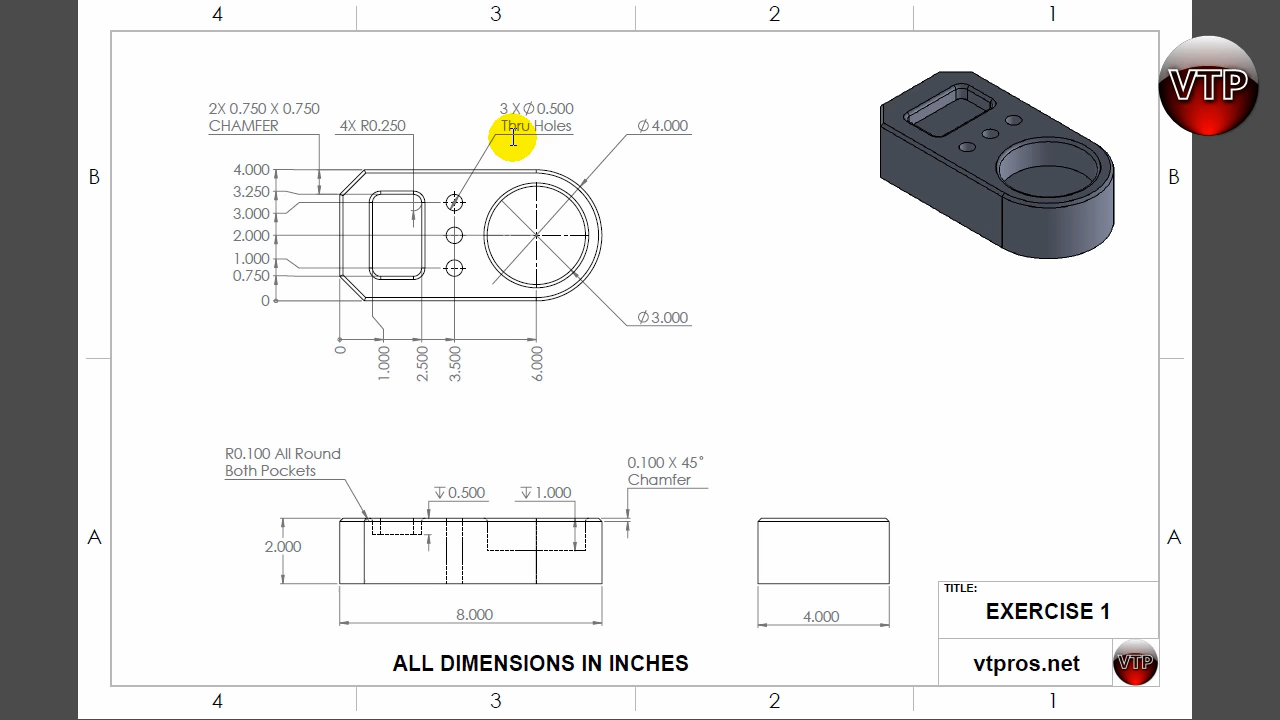 4 3 2 1
VTP
2X 0.750 X 0.750
CHAMFER
4X R0.250
3 X Ø 0.500
Thru Holes
Ø 4.000
B
B
4.000
3.250
3.000
2.000
1.000
0.750
0
Ø 3.000
0
1.000
2.500
3.500
6.000
R0.100 All Round
Both Pockets
0.100 X 45°
Chamfer
↧ 0.500
↧ 1.000
A
A
2.000
8.000
4.000
TITLE:
EXERCISE 1
ALL DIMENSIONS IN INCHES
vtpros.net
VTP
4 3 2 1